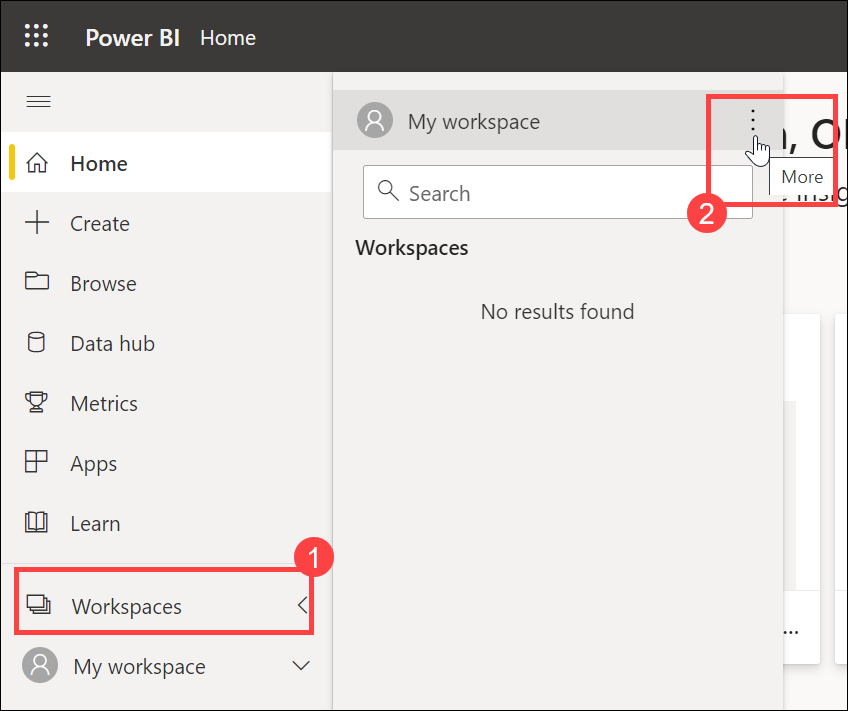 Power BI Home
My workspace
More
Search
Workspaces
No results found
Home
Create
Browse
Data hub
Metrics
Apps
Learn
Workspaces
My workspace
1
2
...